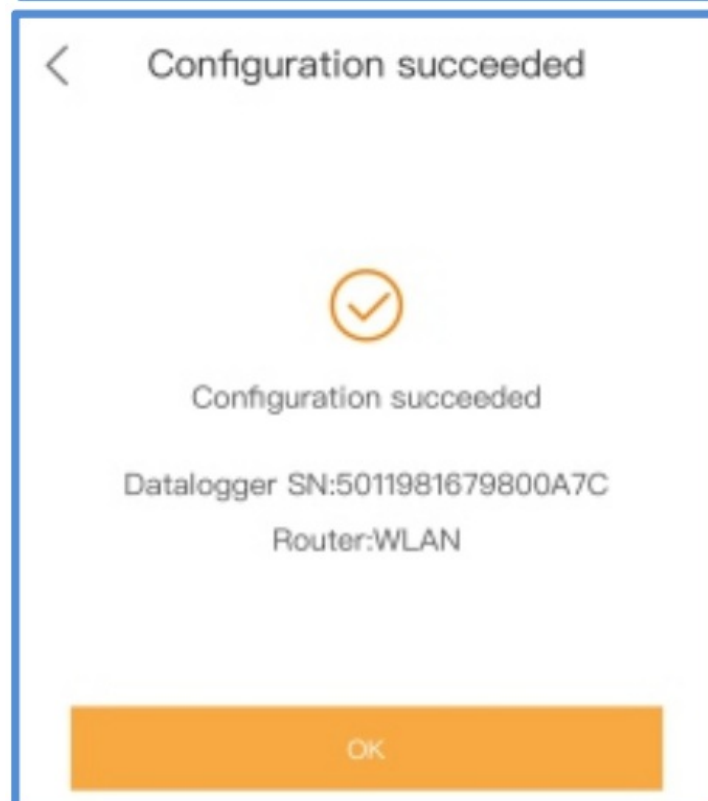 Configuration succeeded
Configuration succeeded
Datalogger SN:5011981679800A7C
Router:WLAN
OK